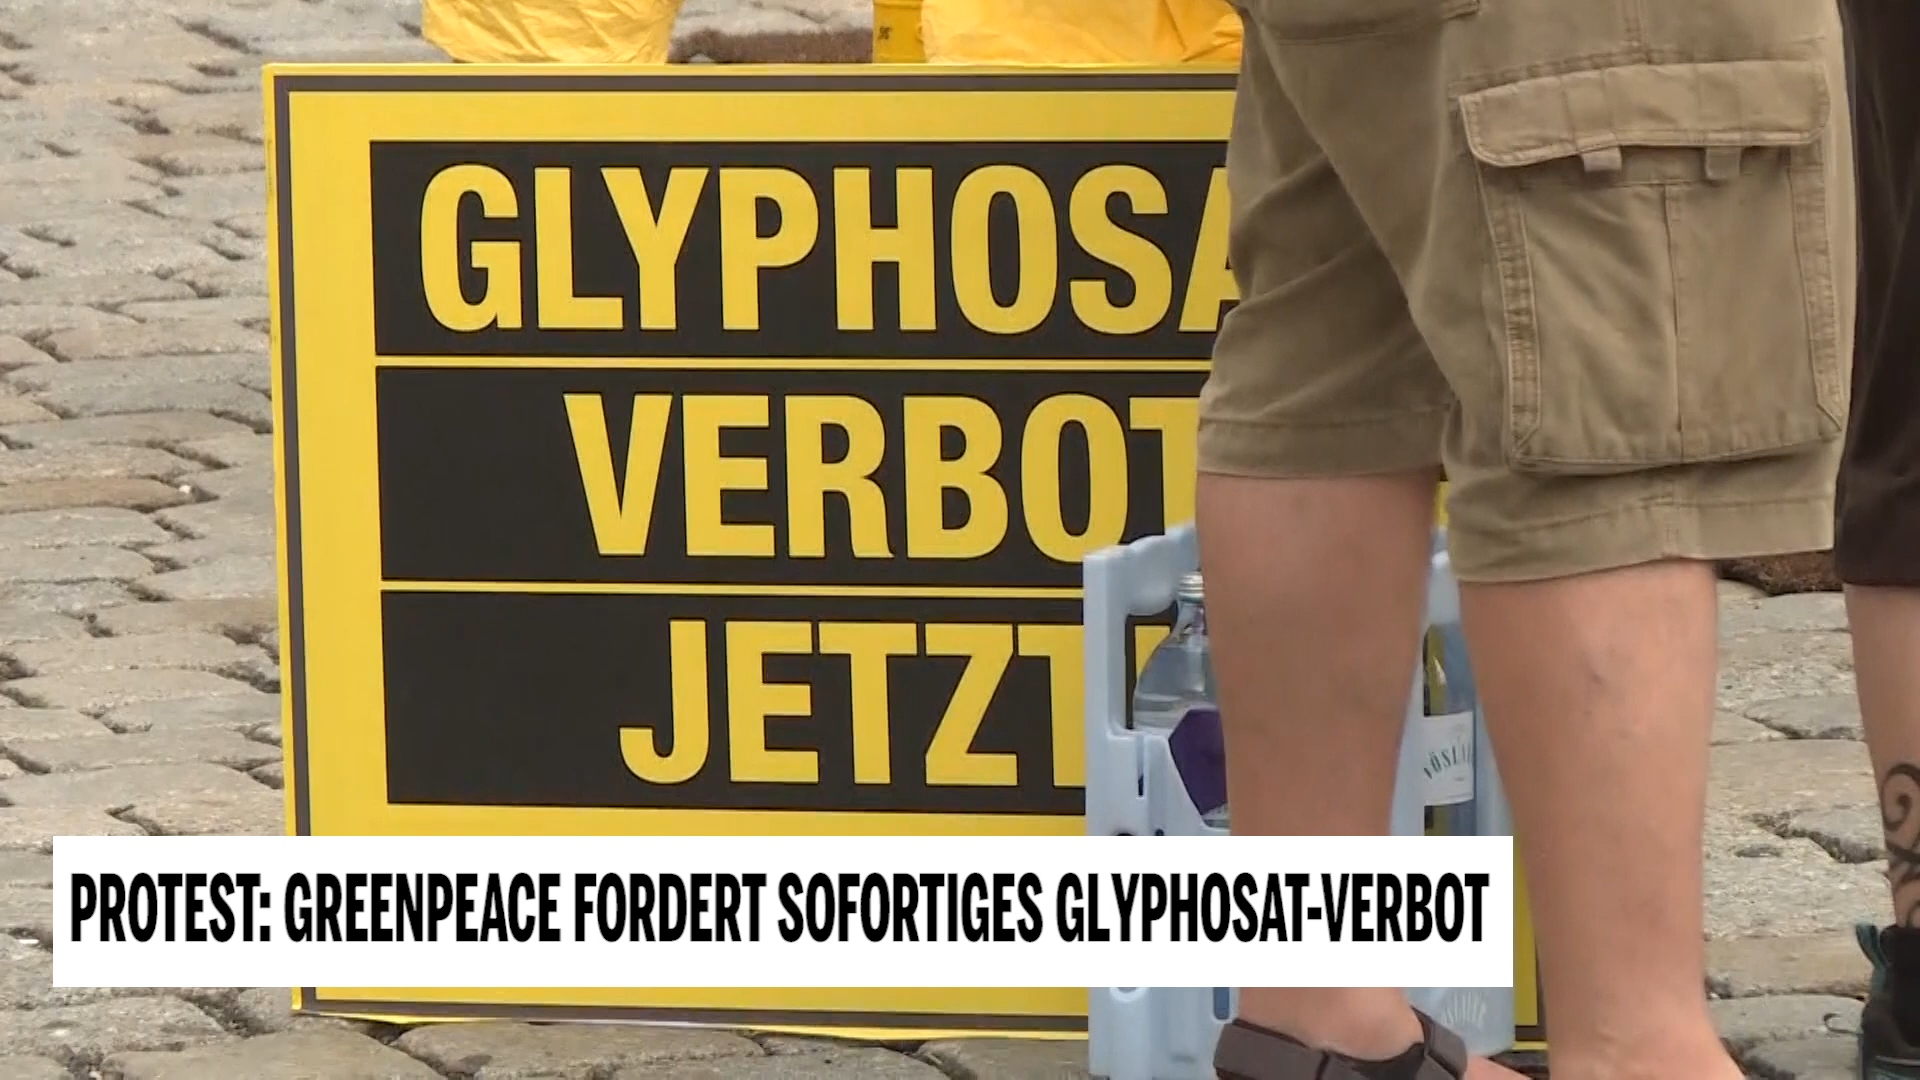 GLYPHOSA
VERBOT
JETZT!
PROTEST: GREENPEACE FORDERT SOFORTIGES GLYPHOSAT-VERBOT